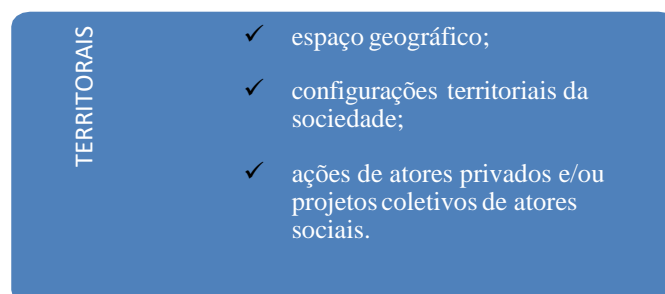 TERRITORAIS
✓ espaço geográfico;
✓ configurações territoriais da
sociedade;
✓ ações de atores privados e/ou
projetos coletivos de atores
sociais.